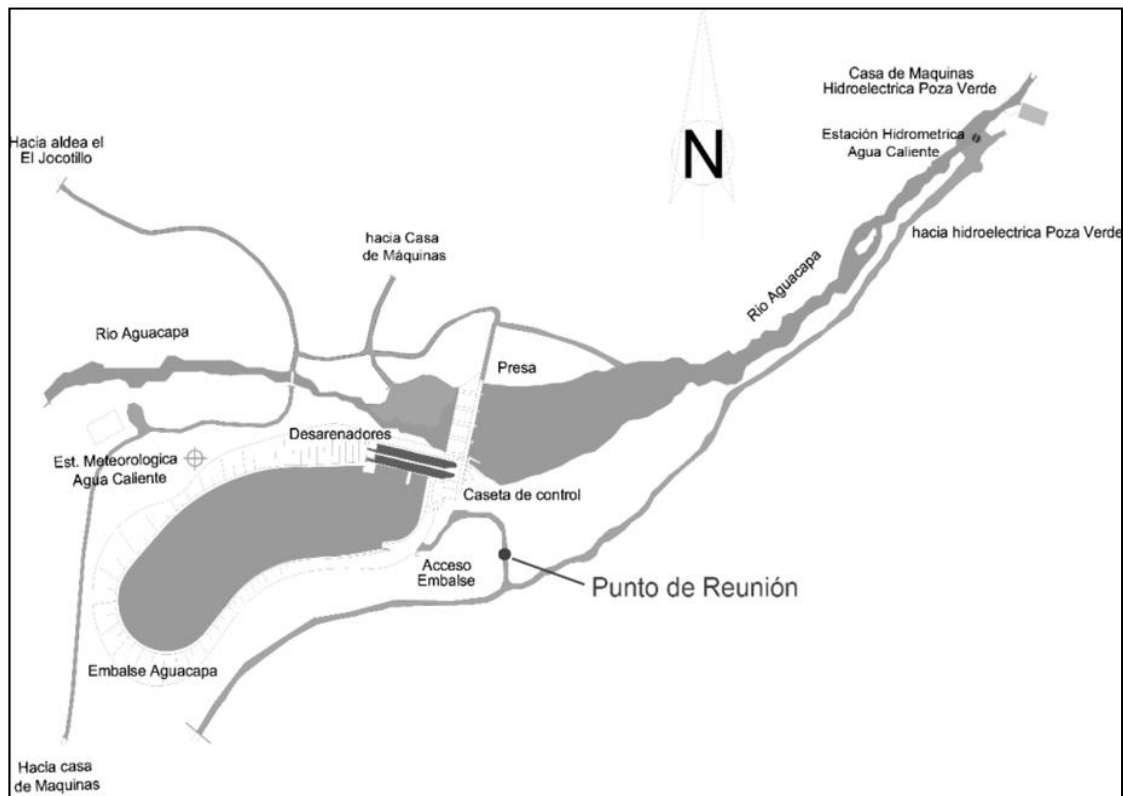 Casa de Maquinas
Hidroelectrica Poza Verde
Estación Hidrometrica
Agua Caliente
Hacia aldea el
El Jocotillo
N
hacia hidroelectrica Poza Verde
hacia Casa
de Máquinas
Rio Aguacapa
Rio Aguacapa
Presa
Desarenadores
Est. Meteorologica
Agua Caliente
Caseta de control
Acceso
Embalse
Punto de Reunión
Embalse Aguacapa
Hacia casa
de Maquinas